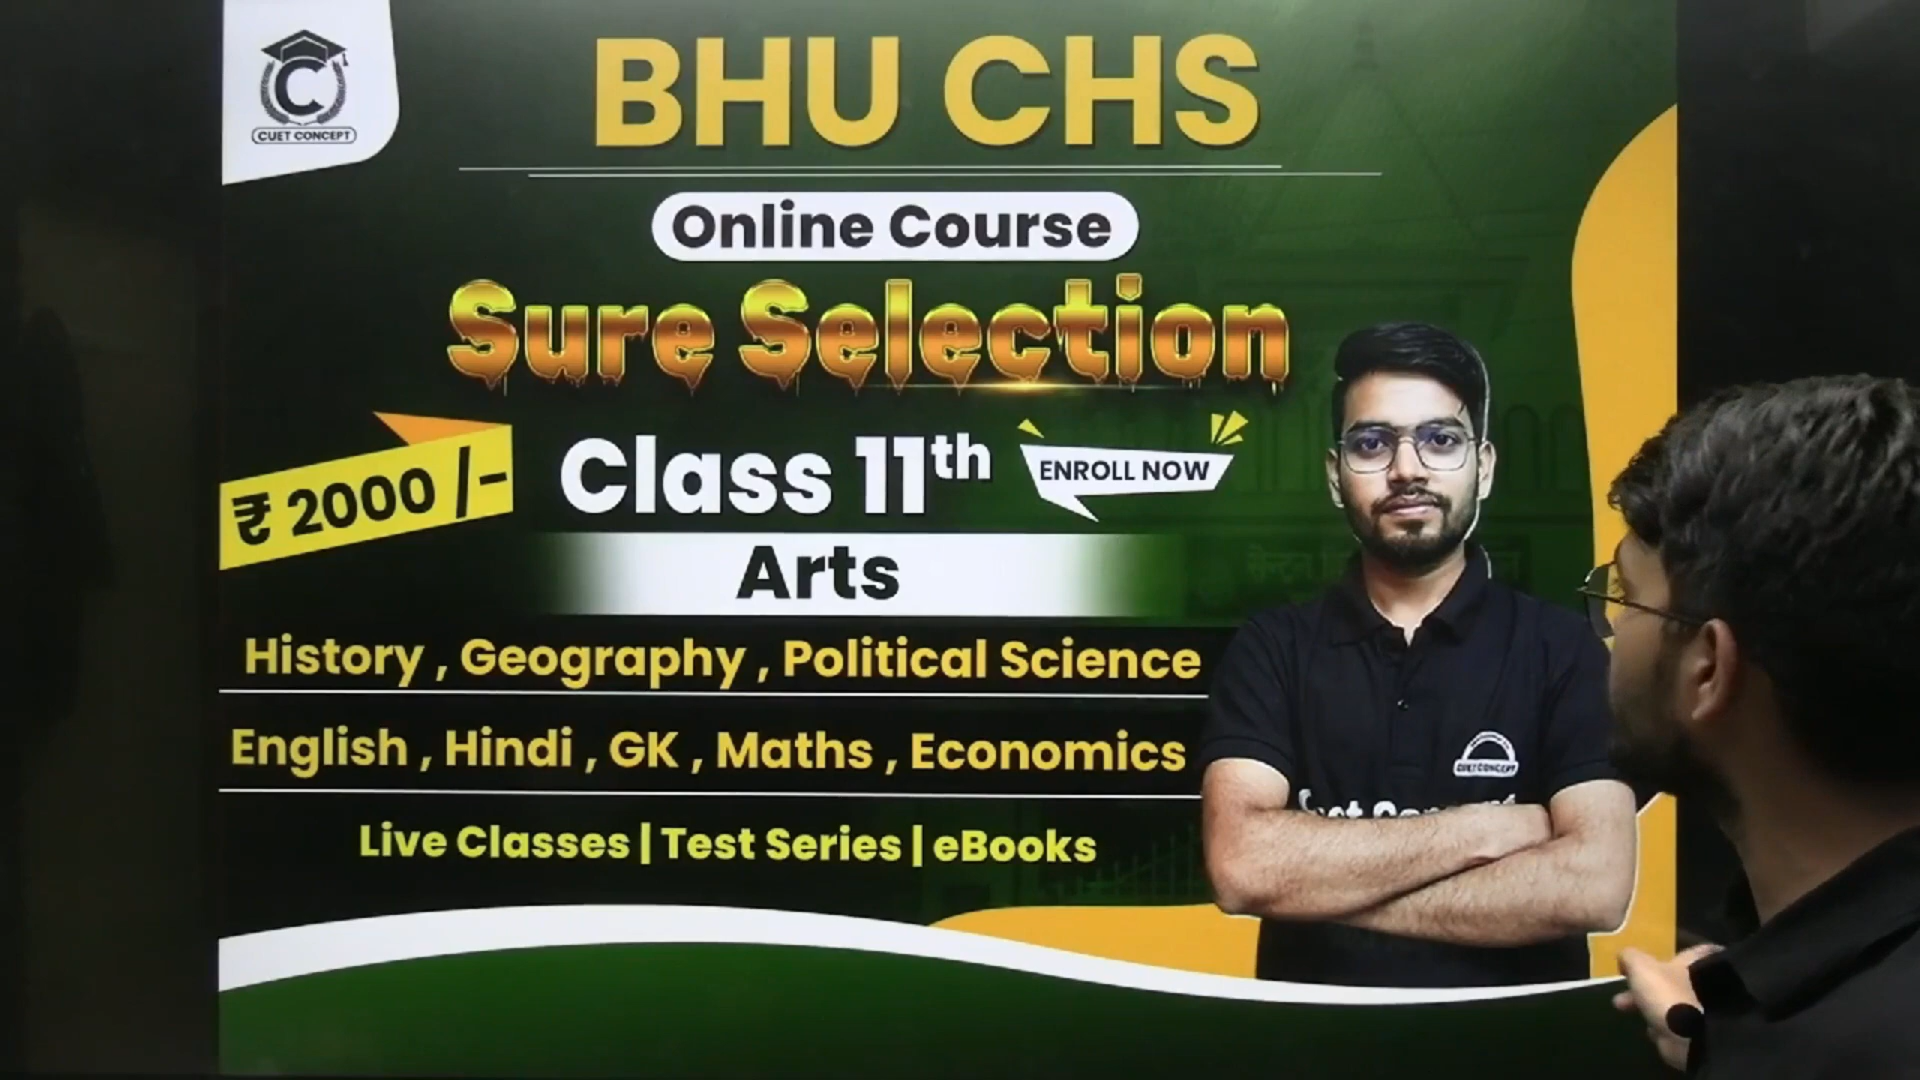 C
CUET CONCEPT
BHU CHS
Online Course
Sure Selection
₹ 2000 /-
Class 11th
ENROLL NOW
Arts
History , Geography , Political Science
English , Hindi , GK , Maths , Economics
CUET CONCEPT
Live Classes | Test Series | eBooks